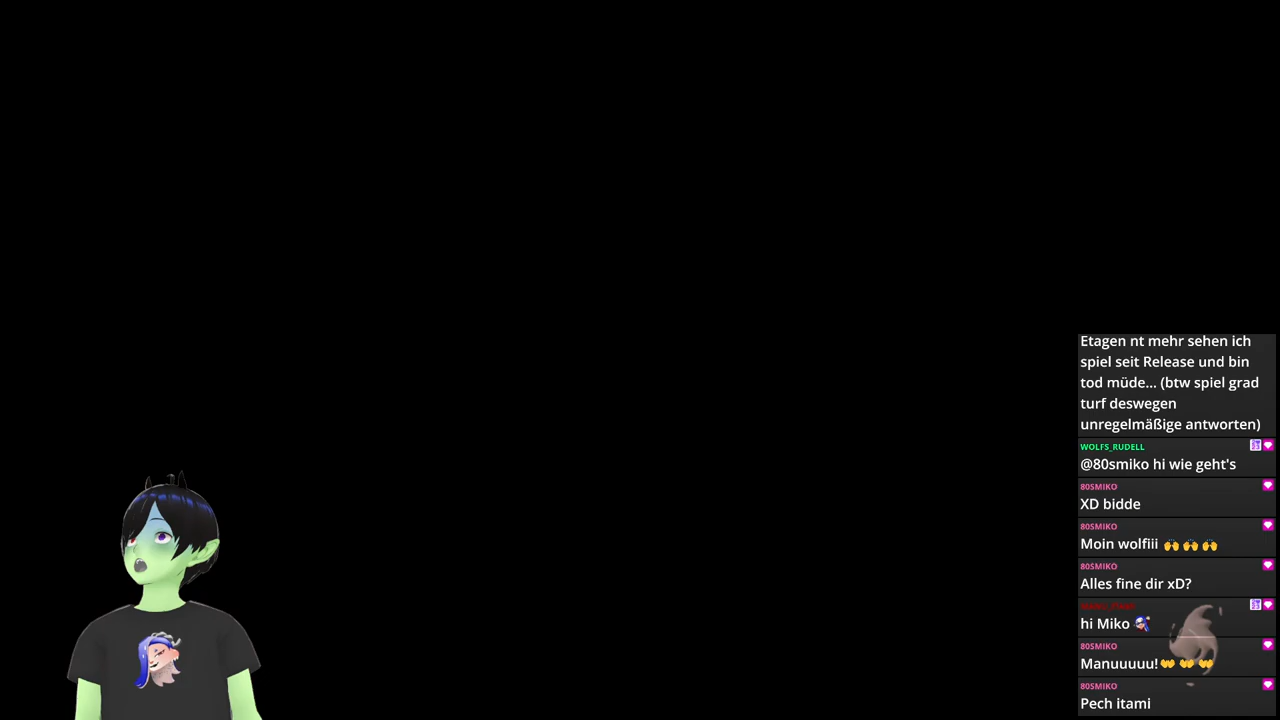 Etagen nt mehr sehen ich
spiel seit Release und bin
tod müde... (btw spiel grad
turf deswegen
unregelmäßige antworten)
WOLFS_RUDELL
@80smiko hi wie geht's
80SMIKO
XD bidde
80SMIKO
Moin wolfiii 🙌 🙌 🙌
80SMIKO
Alles fine dir xD?
hi Miko
80SMIKO
Manuuuuu!👐 👐 👐
80SMIKO
Pech itami